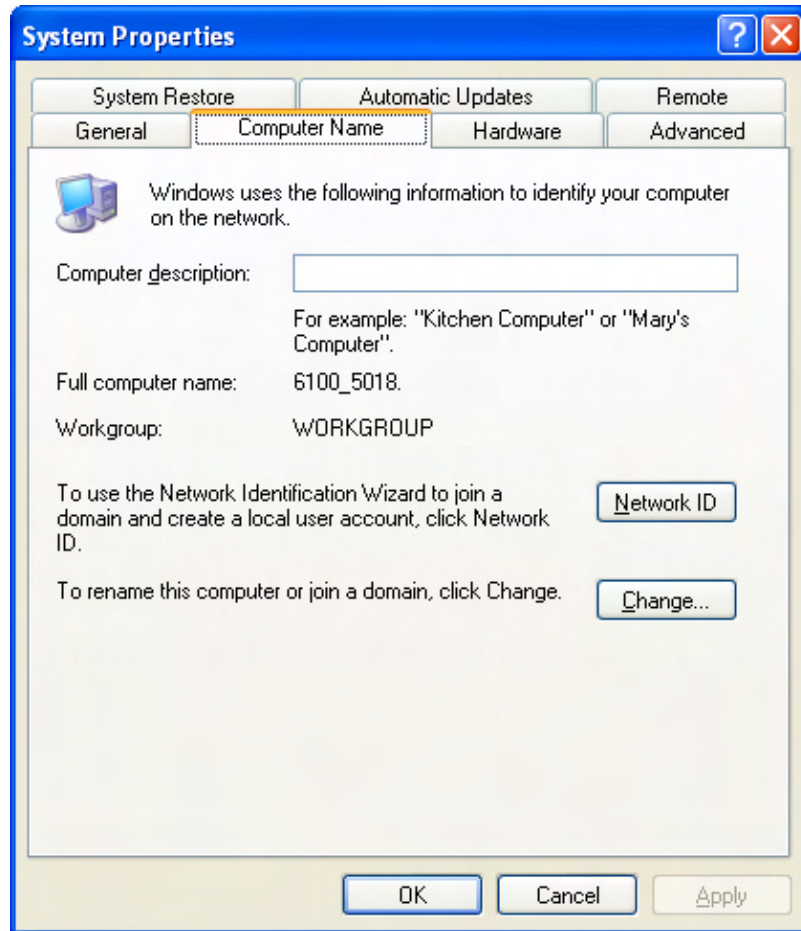 System Properties
System Restore
Automatic Updates
Remote
General
Computer Name
Hardware
Advanced
Windows uses the following information to identify your computer
on the network.
Computer description:
For example: "Kitchen Computer" or "Mary's
Computer".
Full computer name:
6100_5018.
Workgroup:
WORKGROUP
To use the Network Identification Wizard to join a
domain and create a local user account, click Network
ID.
Network ID
To rename this computer or join a domain, click Change.
Change...
OK
Cancel
Apply